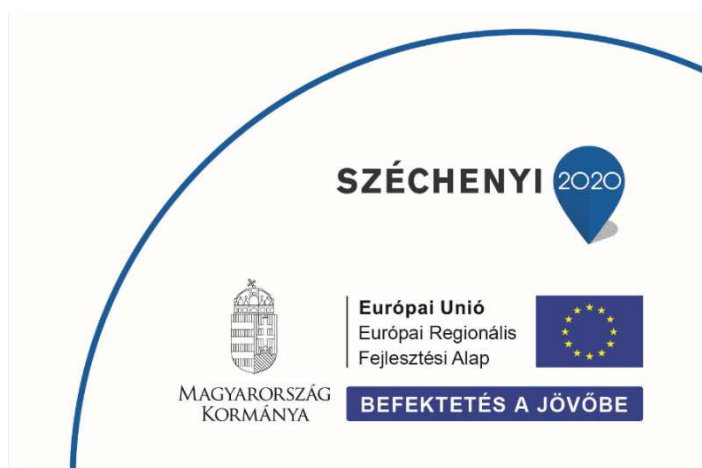 SZÉCHENYI 2020
Európai Unió
Európai Regionális
Fejlesztési Alap
MAGYARORSZÁG
KORMÁNYA
BEFEKTETÉS A JÖVŐBE